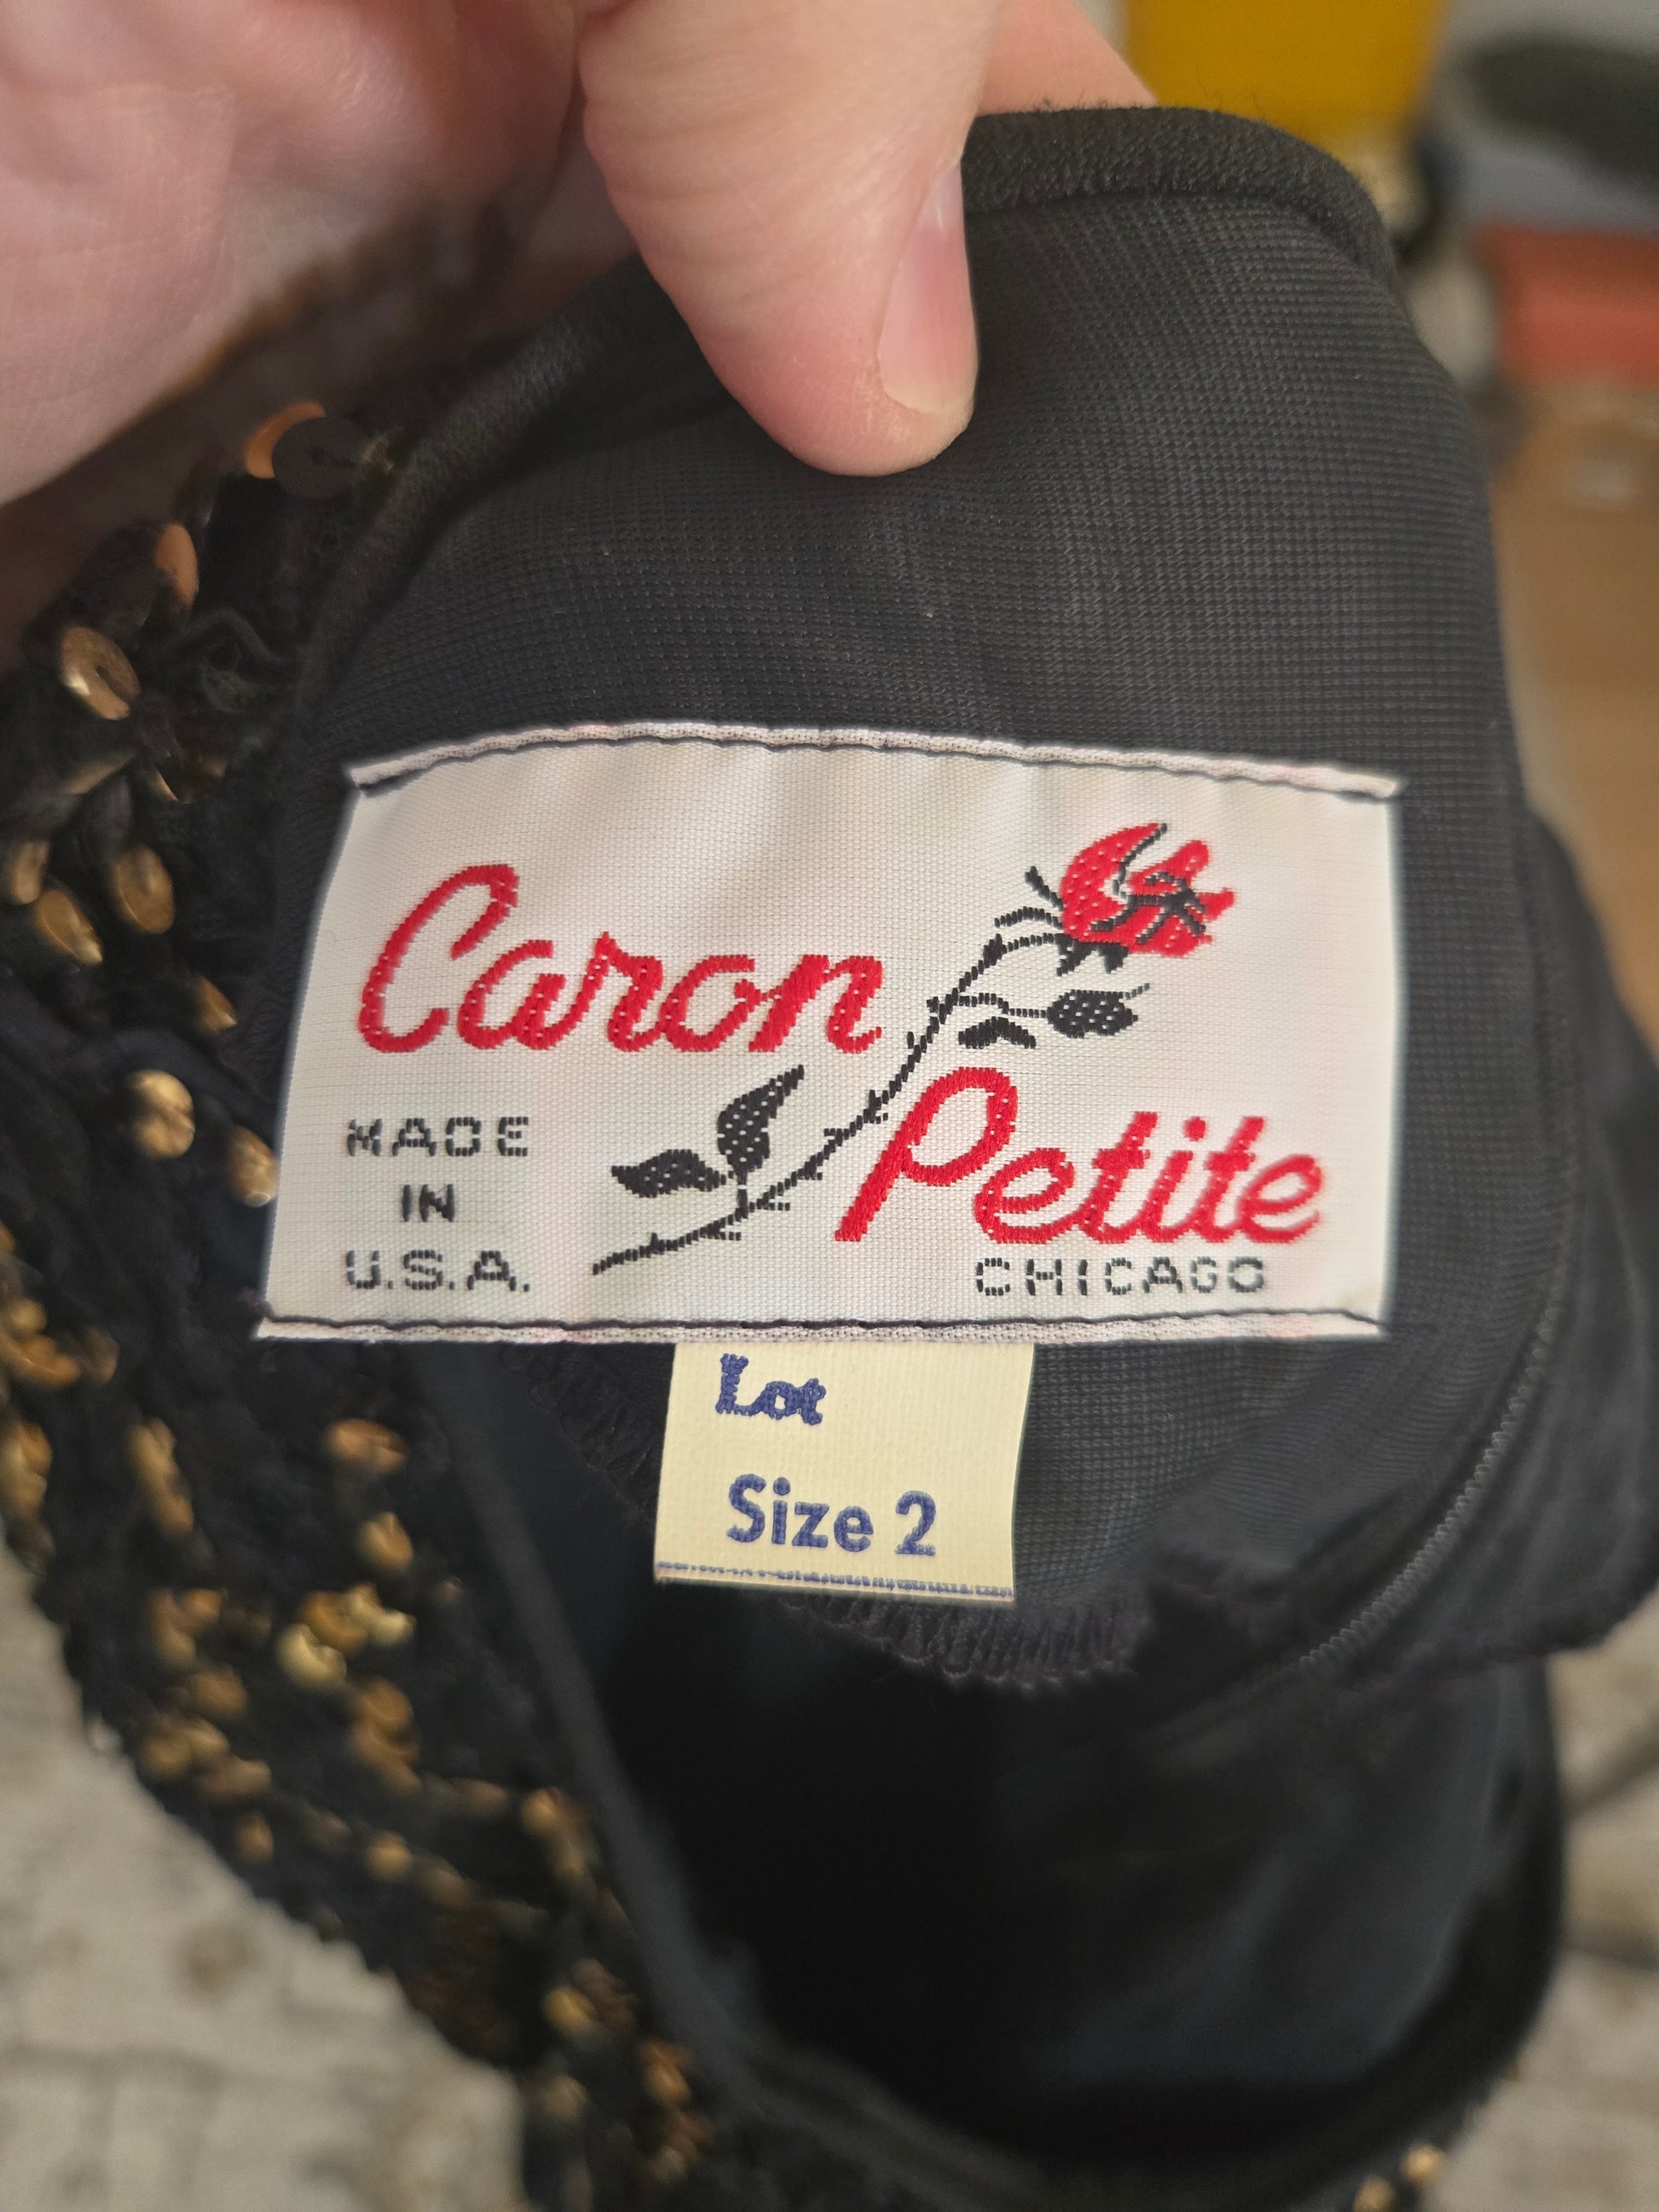 Caron
Petite
MADE
IN
U.S.A.
CHICAGO
Lot
Size 2